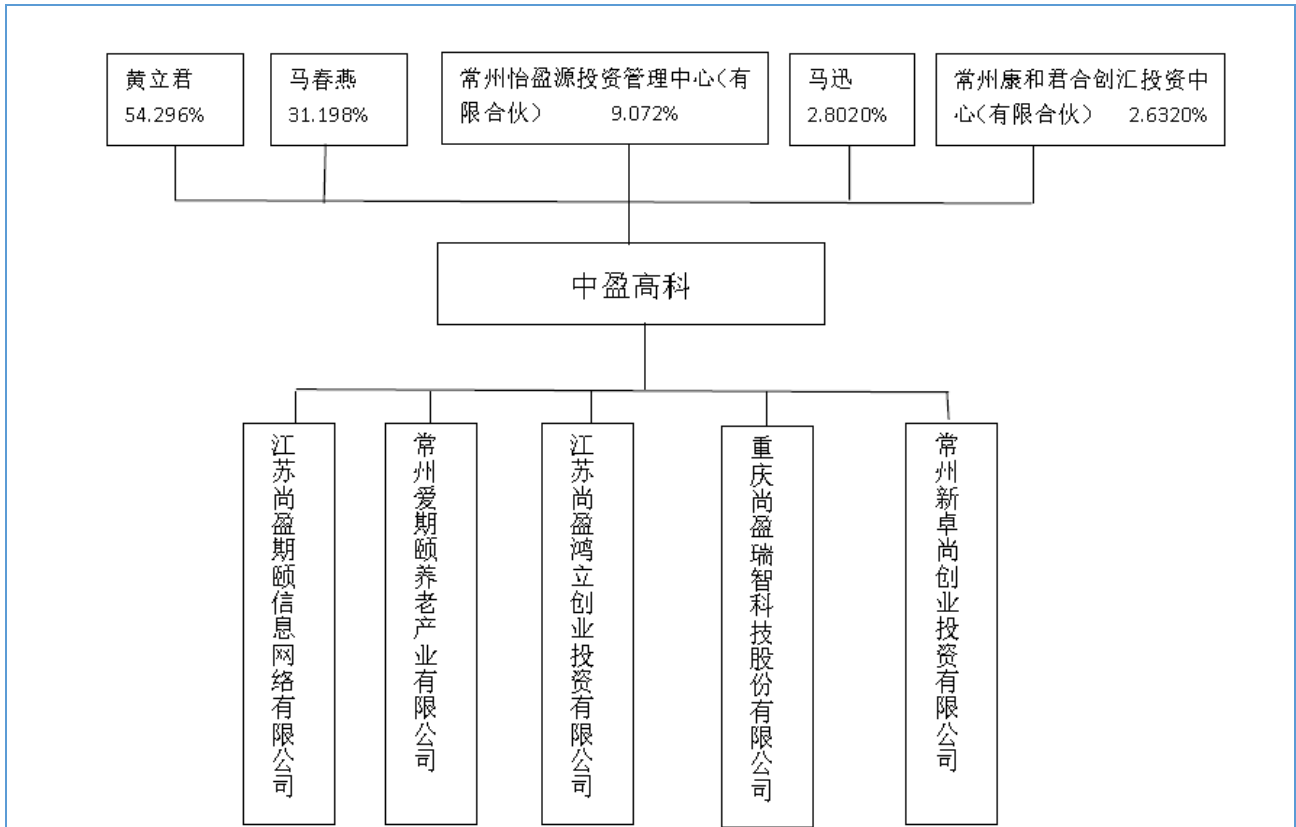 黄立君
54.296%
马春燕
31.198%
常州怡盈源投资管理中心（有
限合伙） 9.072%
马迅
2.8020%
常州康和君合创汇投资中
心（有限合伙） 2.6320%
中盈高科
江苏尚盈期颐信息网络有限公司
常州爱期颐养老产业有限公司
江苏尚盈鸿立创业投资有限公司
重庆尚盈瑞智科技股份有限公司
常州新卓尚创业投资有限公司